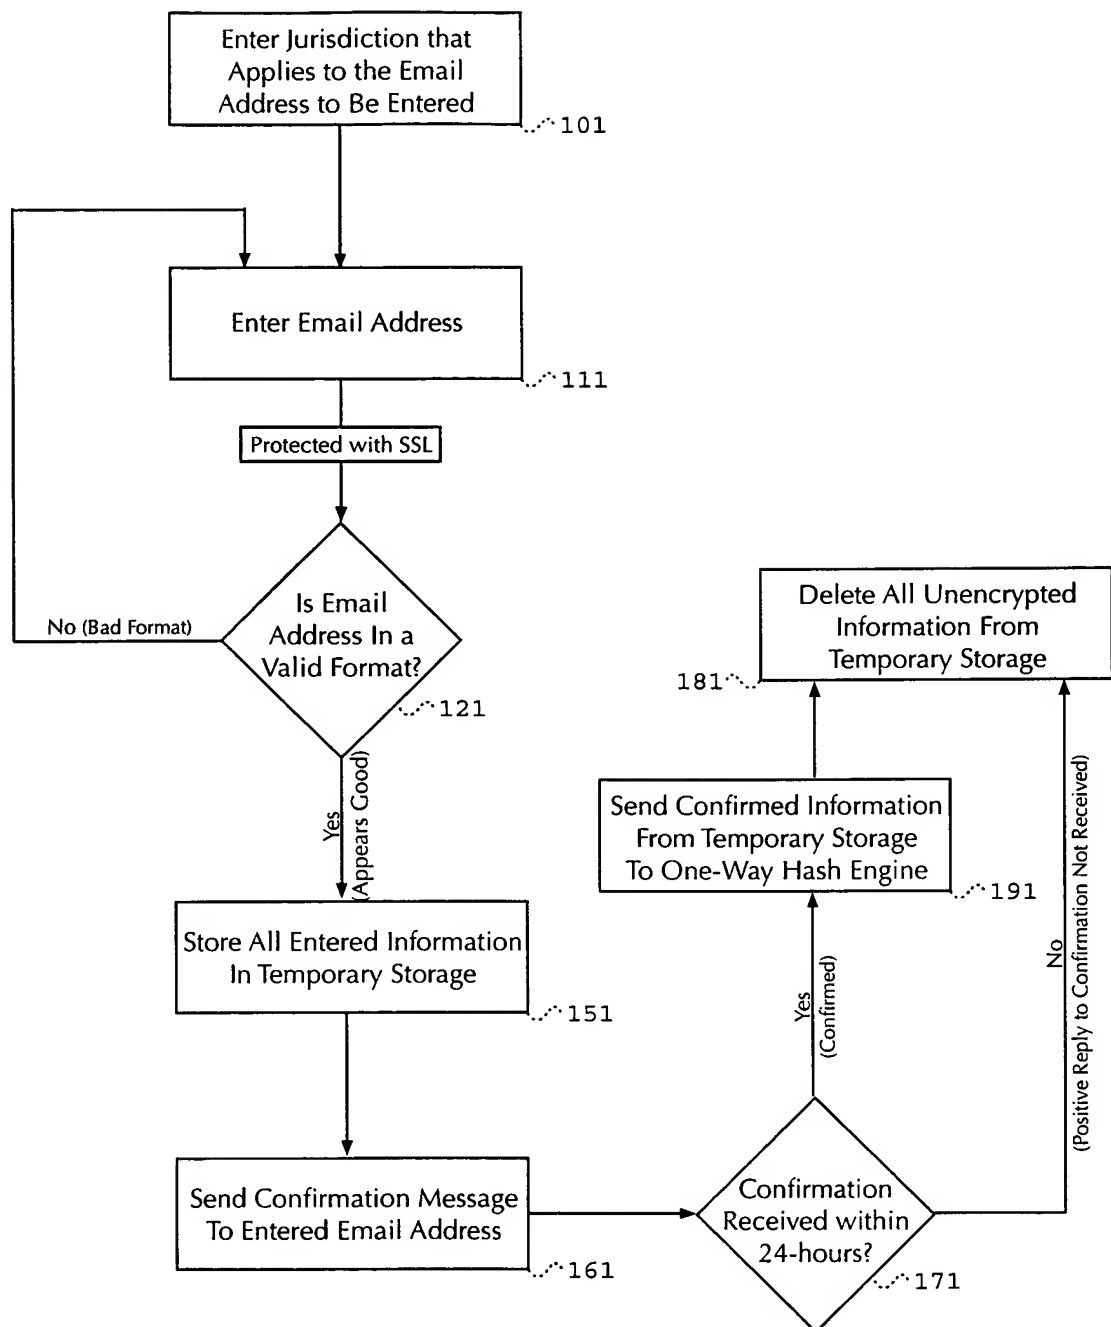 Enter Jurisdiction that
Applies to the Email
Address to Be Entered
101
Enter Email Address
111
Protected with SSL
Is Email
Address In a
Valid Format?
121
No (Bad Format)
Yes
(Appears Good)
Store All Entered Information
In Temporary Storage
151
Send Confirmation Message
To Entered Email Address
161
Confirmation
Received within
24-hours?
171
Yes
(Confirmed)
No
(Positive Reply to Confirmation Not Received)
Send Confirmed Information
From Temporary Storage
To One-Way Hash Engine
191
Delete All Unencrypted
Information From
Temporary Storage
181